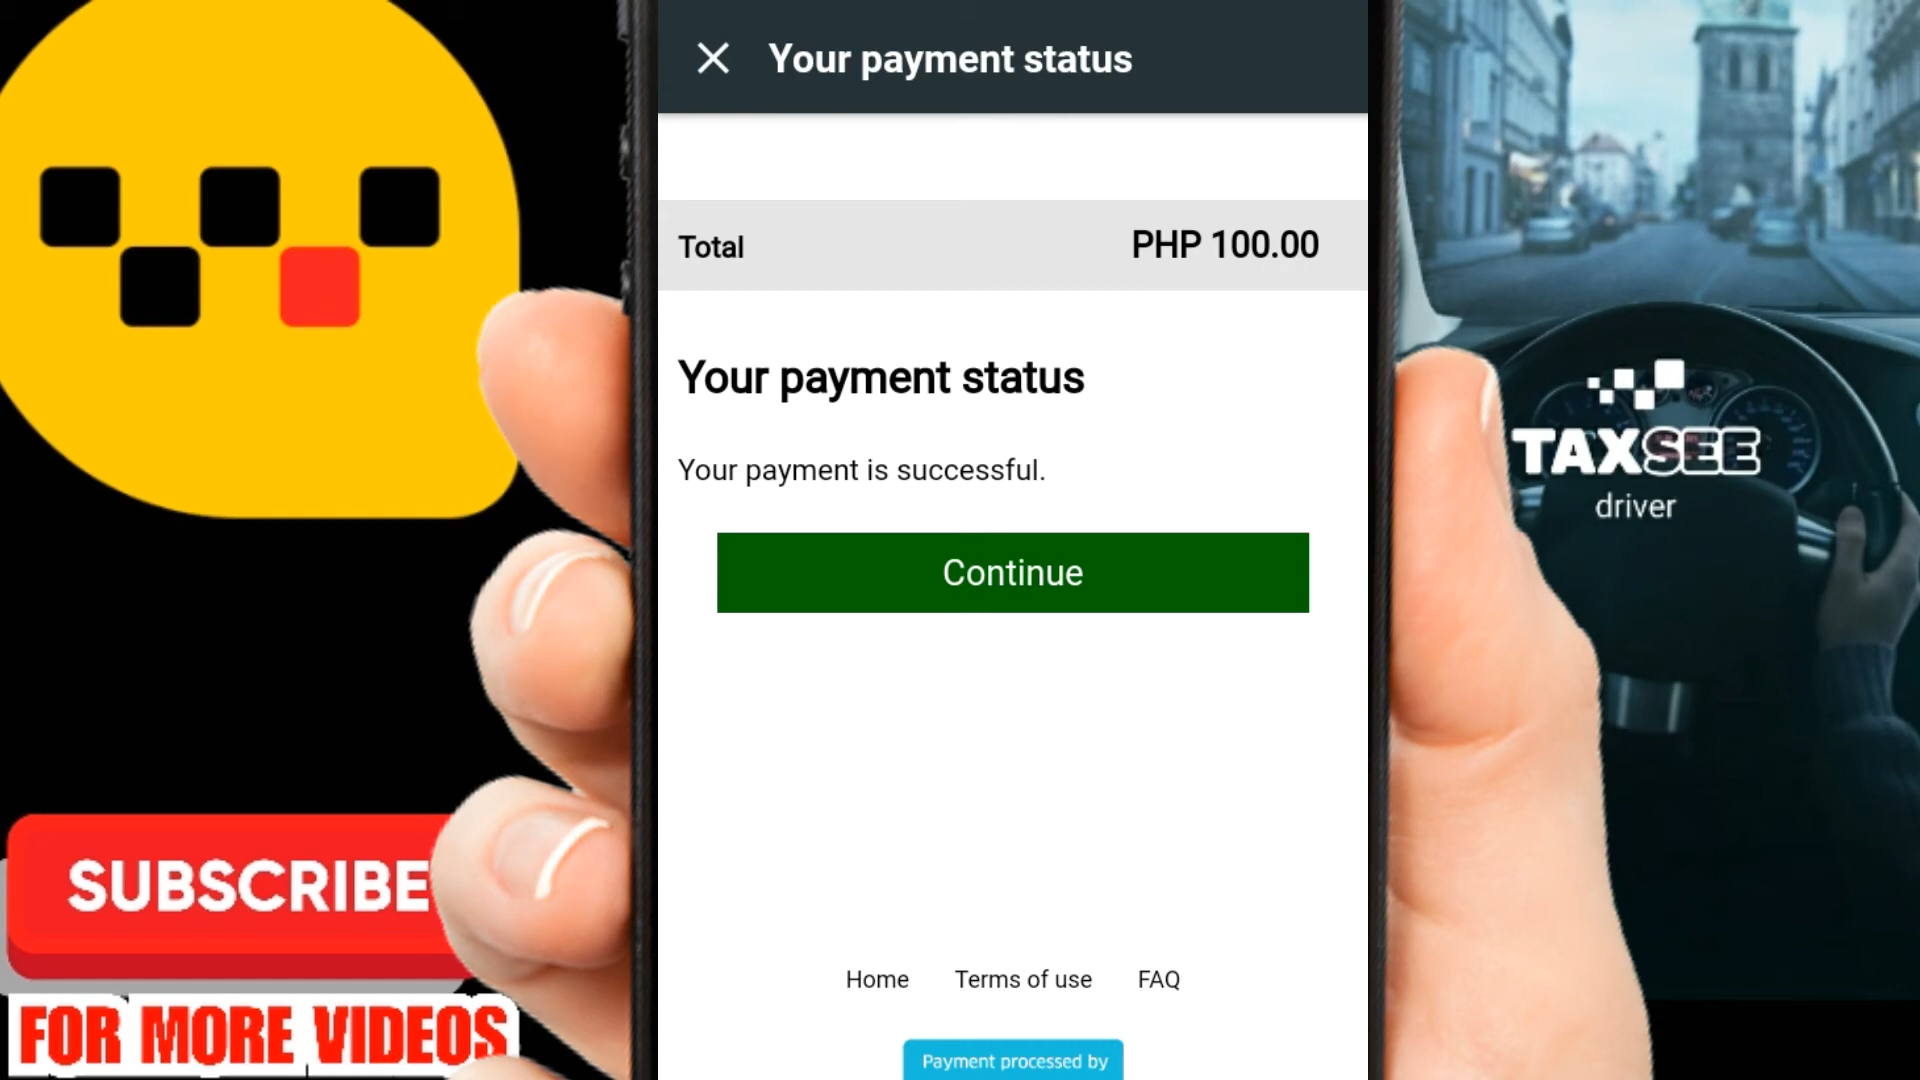 Your payment status
Total
PHP 100.00
Your payment status
Your payment is successful.
Continue
Home
Terms of use
FAQ
Payment processed by
TAXSEE
driver
SUBSCRIBE
FOR MORE VIDEOS